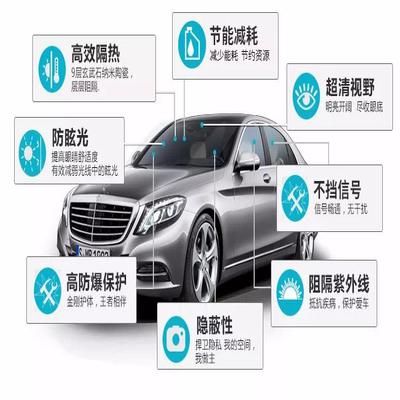 节能减耗
减少能耗 节约资源
高效隔热
9层玄武石纳米陶瓷，
层层阻隔.
超清视野
明亮开阔 尽收眼底
防眩光
提高眼睛舒适度
有效减弱光线中的眩光
不挡信号
信号畅通，无干扰
高防爆保护
金刚护体，王者相伴
阻隔紫外线
抵抗疾病，保护爱车
隐蔽性
捍卫隐私 我的空间，
我做主